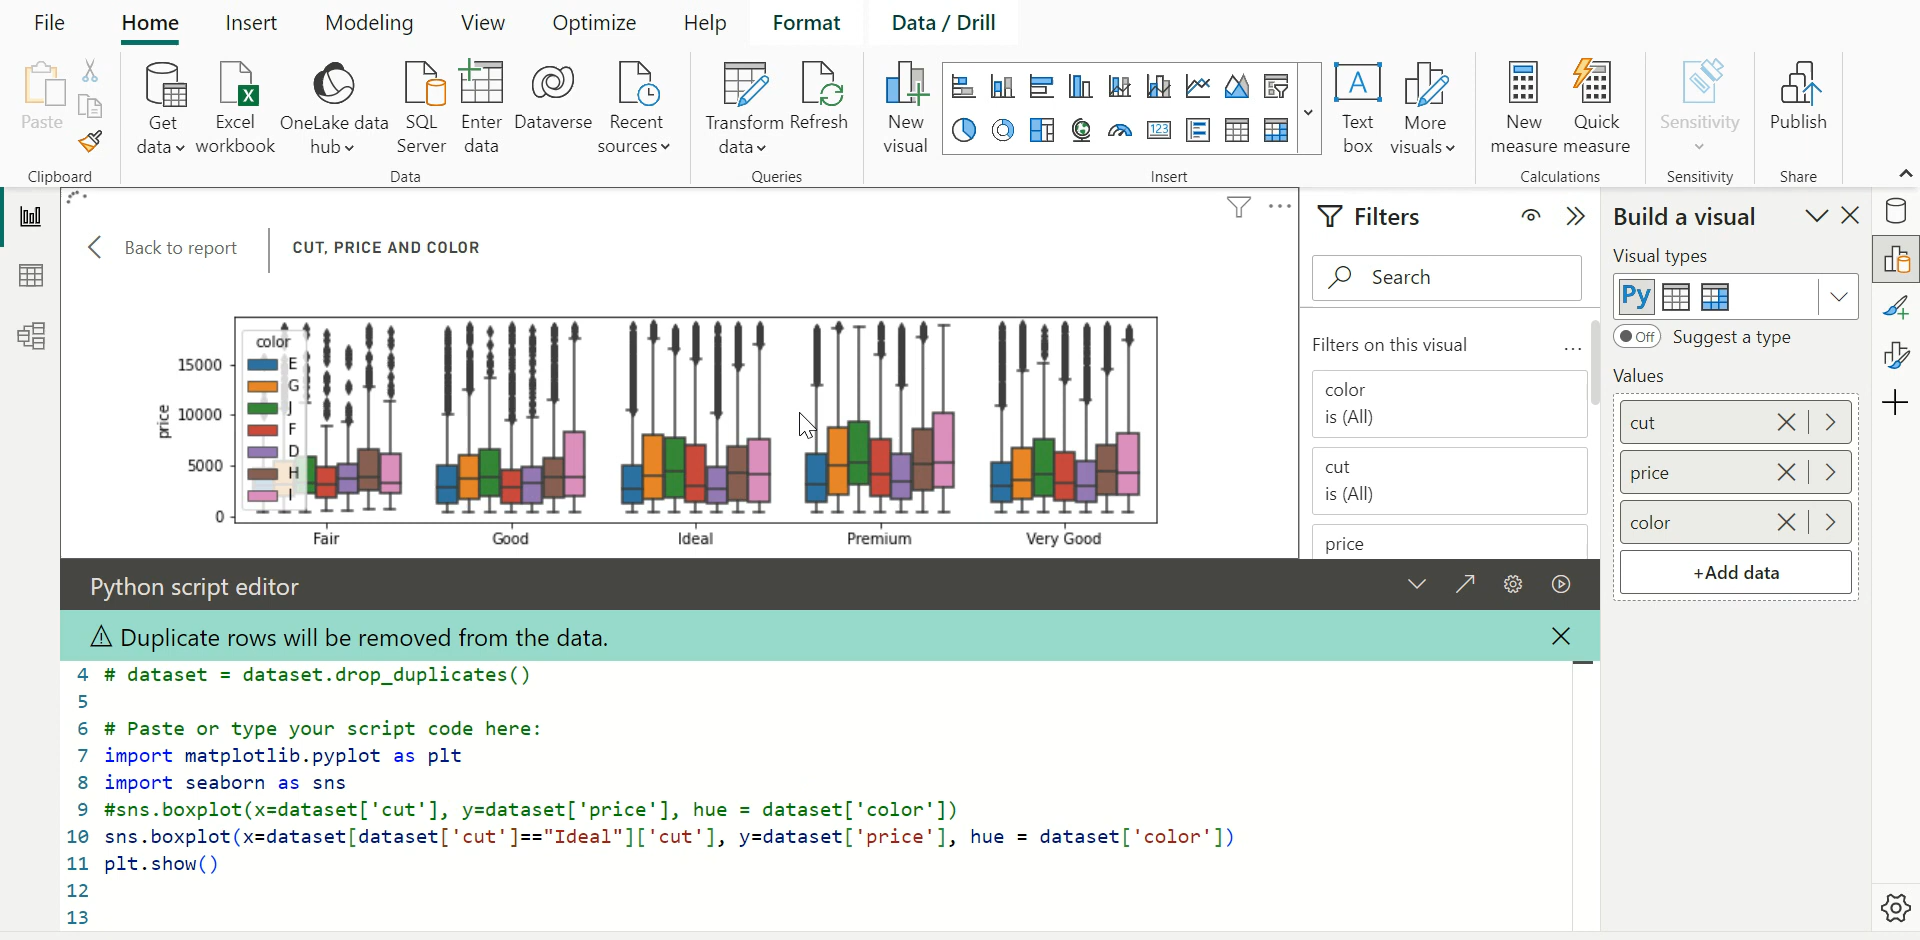 File Home Insert Modeling View Optimize Help Format Data / Drill
Paste
Clipboard
Get data
Excel workbook
OneLake data hub
SQL Server
Enter data
Dataverse
Recent sources
Data
Transform data
Refresh
Queries
New visual
123
Insert
A
Text box
More visuals
New measure
Quick measure
Calculations
Sensitivity
Sensitivity
Publish
Share
Back to report
CUT, PRICE AND COLOR
price
15000
10000
5000
0
color
E
G
J
F
D
H
I
Fair Good Ideal Premium Very Good
Filters
Search
Filters on this visual ...
color
is (All)
cut
is (All)
price
Build a visual
Visual types
Py
Off Suggest a type
Values
cut
price
color
+Add data
Python script editor
Duplicate rows will be removed from the data.
4 # dataset = dataset.drop_duplicates()
5
6 # Paste or type your script code here:
7 import matplotlib.pyplot as plt
8 import seaborn as sns
9 #sns.boxplot(x=dataset['cut'], y=dataset['price'], hue = dataset['color'])
10 sns.boxplot(x=dataset[dataset['cut']=="Ideal"]['cut'], y=dataset['price'], hue = dataset['color'])
11 plt.show()
12
13